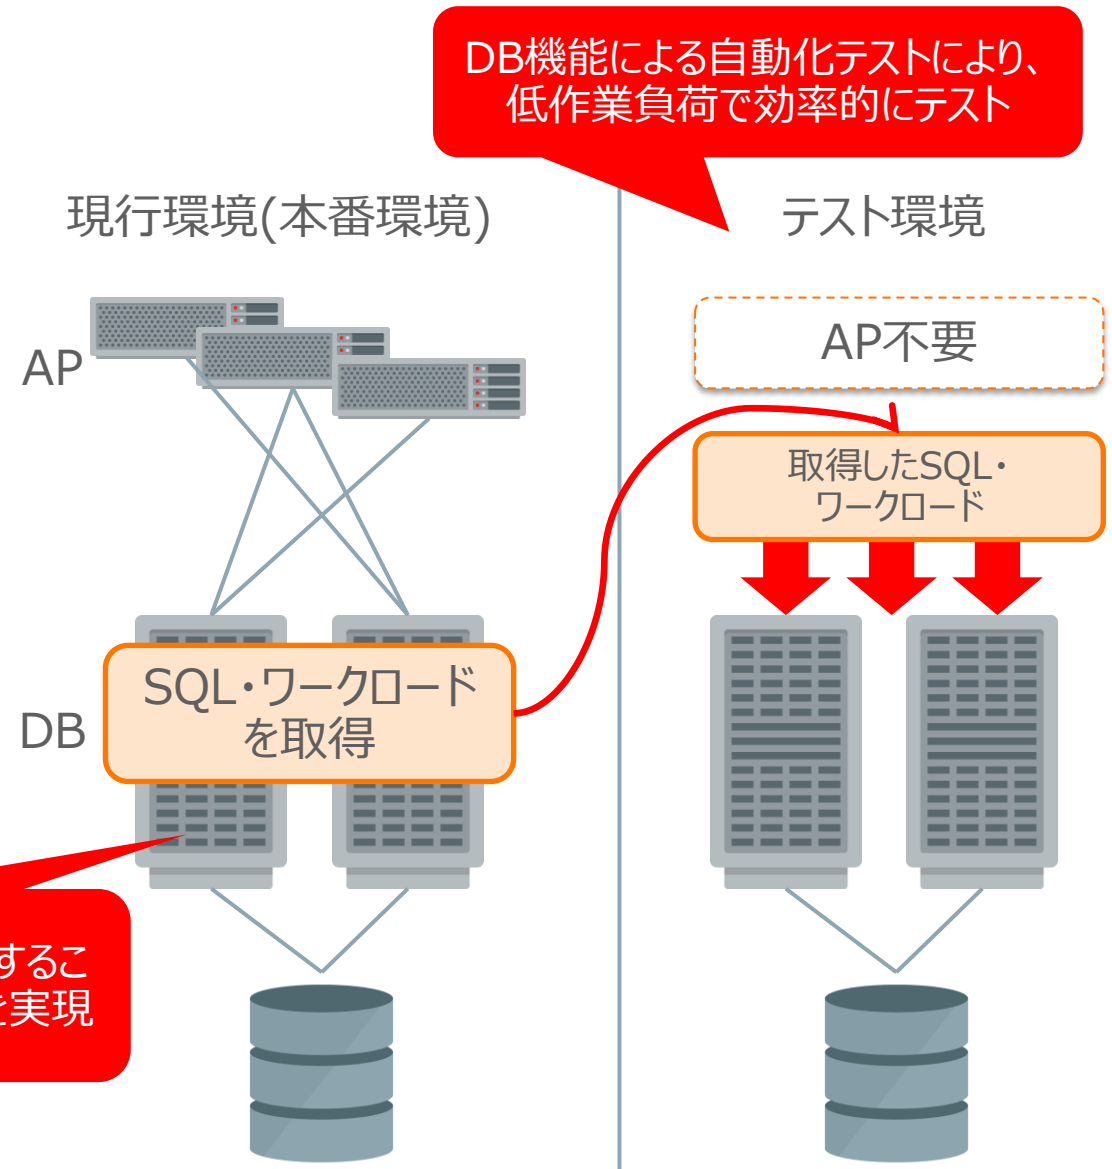 DB機能による自動化テストにより、
低作業負荷で効率的にテスト
現行環境(本番環境)
テスト環境
AP
AP不要
取得したSQL・
ワークロード
SQL・ワークロード
を取得
DB
するこ
を実現